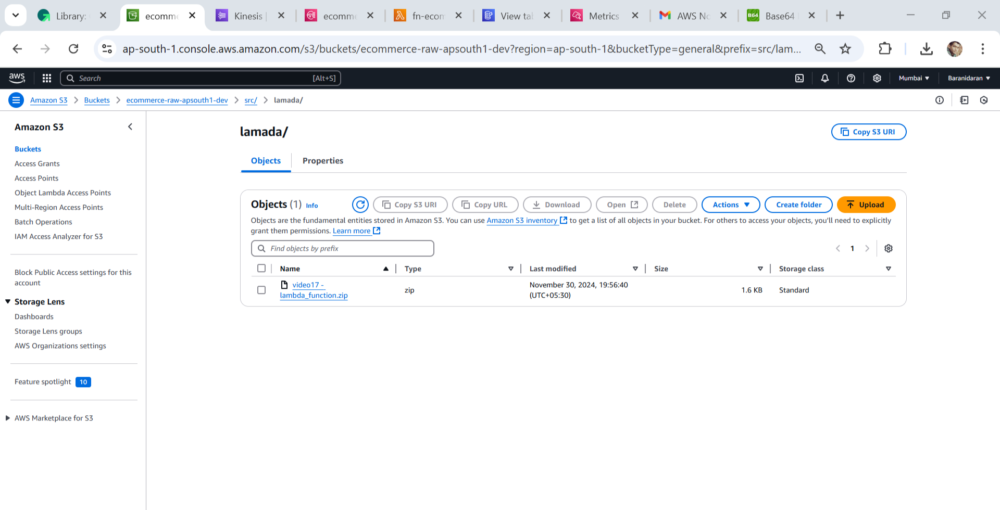 Library:
ecomme
Kinesis |
ecomme
fn-ecom
View tal
Metrics
AWS No
B64
Base64
ap-south-1.console.aws.amazon.com/s3/buckets/ecommerce-raw-apsouth1-dev?region=ap-south-1&bucketType=general&prefix=src/lam...
aws
Search
[Alt+S]
Mumbai
Baranidaran
Amazon S3
Buckets
ecommerce-raw-apsouth1-dev
src/
lamada/
Amazon S3
Buckets
Access Grants
Access Points
Object Lambda Access Points
Multi-Region Access Points
Batch Operations
IAM Access Analyzer for S3
Block Public Access settings for this
account
Storage Lens
Dashboards
Storage Lens groups
AWS Organizations settings
Feature spotlight 10
AWS Marketplace for S3
lamada/
Copy S3 URI
Objects
Properties
Objects (1) Info
Copy S3 URI
Copy URL
Download
Open
Delete
Actions
Create folder
Upload
Objects are the fundamental entities stored in Amazon S3. You can use Amazon S3 inventory to get a list of all objects in your bucket. For others to access your objects, you’ll need to explicitly
grant them permissions. Learn more
Find objects by prefix
1
Name
Type
Last modified
Size
Storage class
video17 -
lambda_function.zip
zip
November 30, 2024, 19:56:40
(UTC+05:30)
1.6 KB
Standard